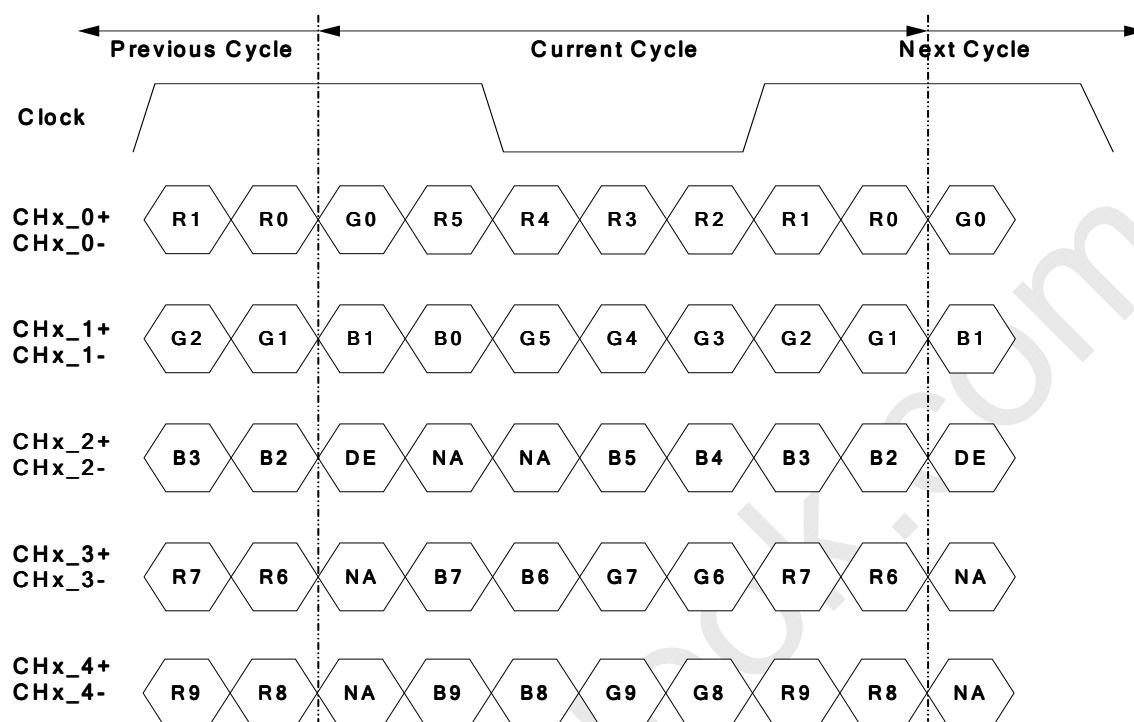 Previous Cycle Current Cycle Next Cycle
Clock
CHx_0+
CHx_0-
R1 R0 G0 R5 R4 R3 R2 R1 R0 G0
CHx_1+
CHx_1-
G2 G1 B1 B0 G5 G4 G3 G2 G1 B1
CHx_2+
CHx_2-
B3 B2 DE NA NA B5 B4 B3 B2 DE
CHx_3+
CHx_3-
R7 R6 NA B7 B6 G7 G6 R7 R6 NA
CHx_4+
CHx_4-
R9 R8 NA B9 B8 G9 G8 R9 R8 NA
ook.com